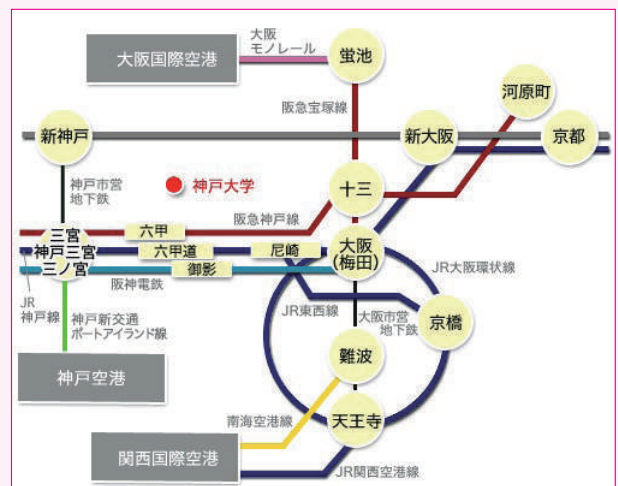 大阪国際空港
大阪
モノレール
蛍池
河原町
阪急宝塚線
新神戸
新大阪
京都
神戸市営
地下鉄
神戸大学
十三
阪急神戸線
三宮
神戸三宮
三ノ宮
六甲
六甲道
尼崎
御影
大阪
(梅田)
JR大阪環状線
JR
神戸線
阪神電鉄
神戸新交通
ポートアイランド線
JR東西線
大阪市営
地下鉄
京橋
難波
神戸空港
南海空港線
天王寺
関西国際空港
JR関西空港線